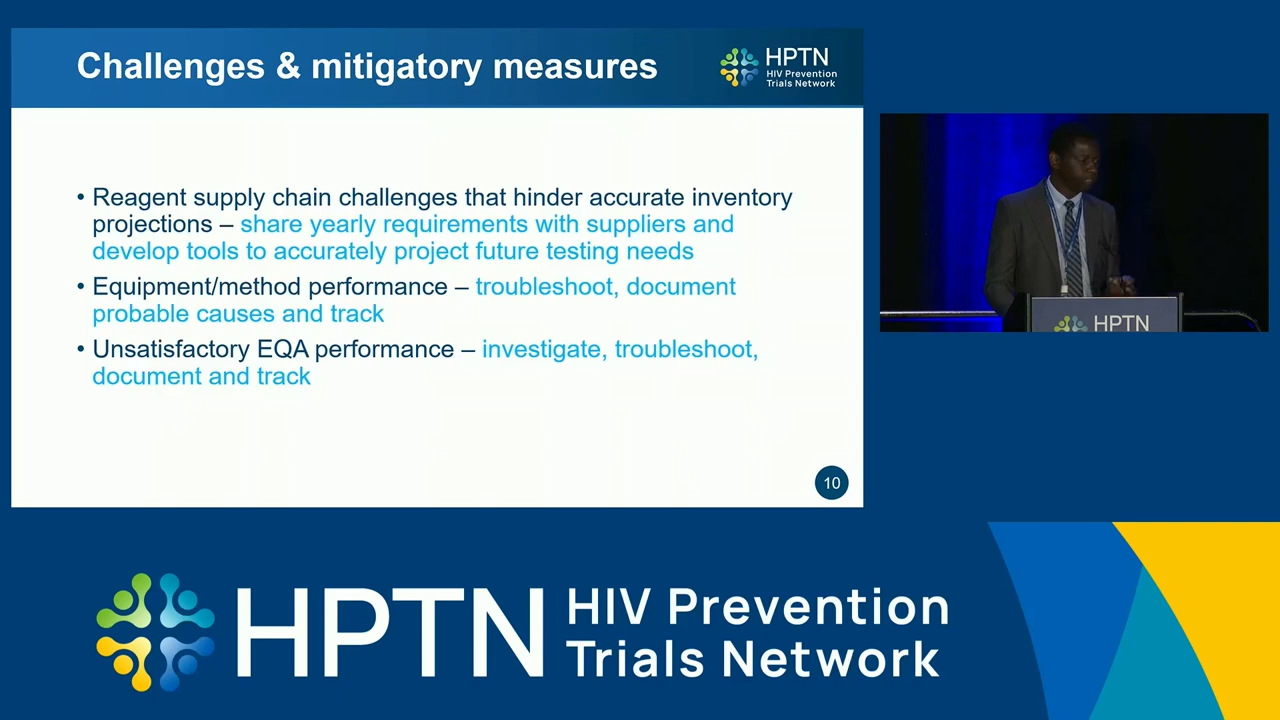 Challenges & mitigatory measures
HPTN
HIV Prevention
Trials Network
• Reagent supply chain challenges that hinder accurate inventory
projections – share yearly requirements with suppliers and
develop tools to accurately project future testing needs
• Equipment/method performance – troubleshoot, document
probable causes and track
• Unsatisfactory EQA performance – investigate, troubleshoot,
document and track
10
HPTN
HPTN
HIV Prevention
Trials Network